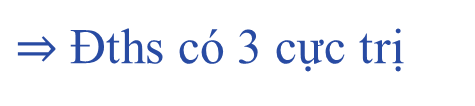 ⇒ Đths có 3 cực trị